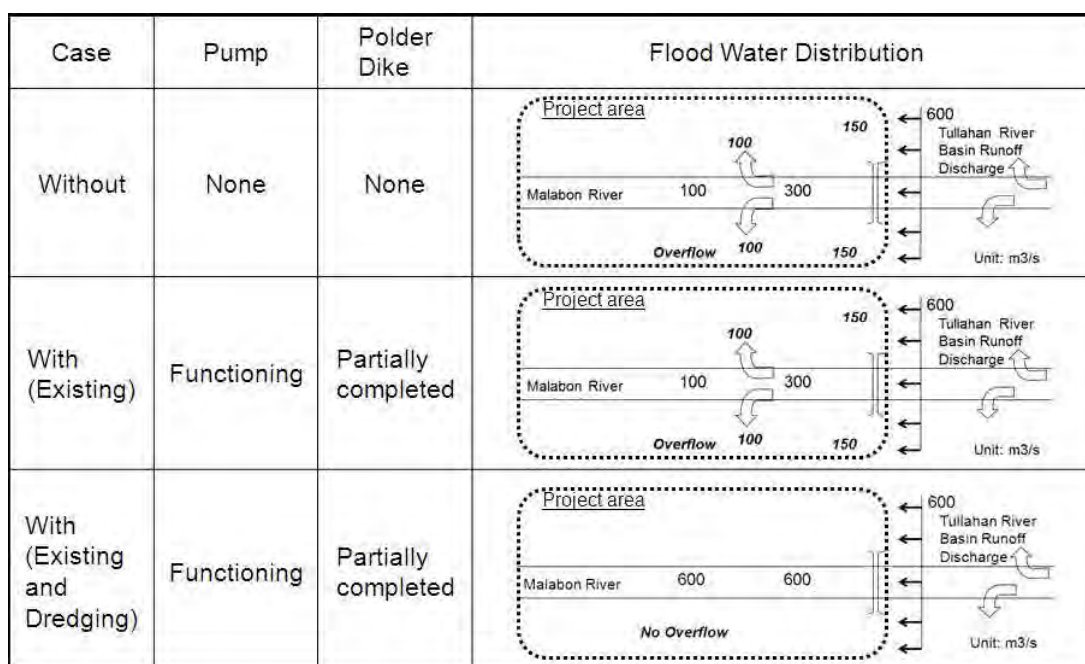 Case
Pump
Polder
Dike
Flood Water Distribution
Without
None
None
Project area
150
600
Tullahan River
Basin Runoff
Discharge
100
Malabon River
100
300
Overflow
100
150
Unit: m3/s
With
(Existing)
Functioning
Partially
completed
Project area
150
600
Tullahan River
Basin Runoff
Discharge
100
Malabon River
100
300
Overflow
100
150
Unit: m3/s
With
(Existing
and
Dredging)
Functioning
Partially
completed
Project area
600
Tullahan River
Basin Runoff
Discharge
Malabon River
600
600
No Overflow
Unit: m3/s